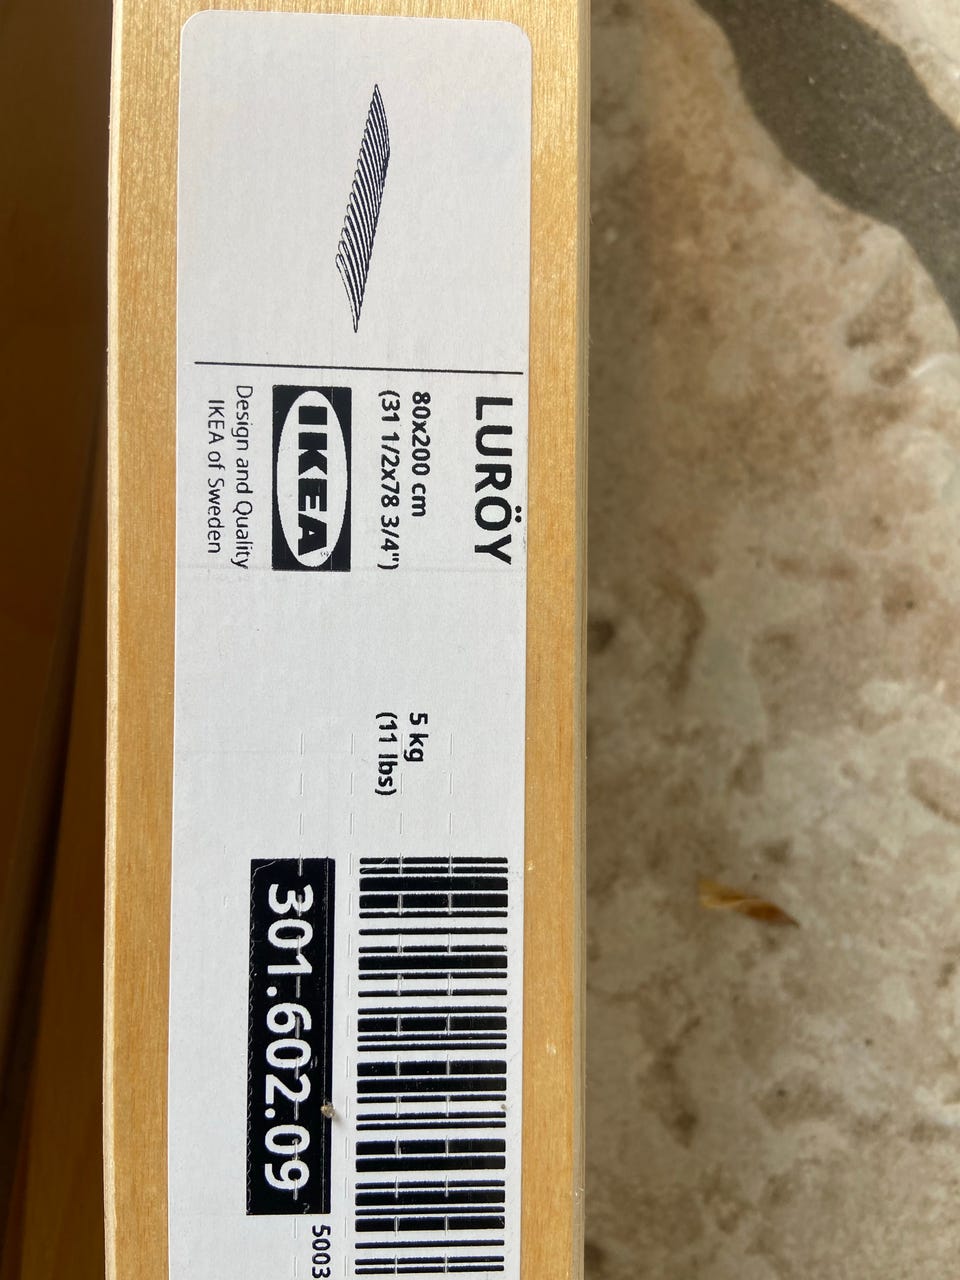 LURÖY
80x200 cm
(31 1/2x78 3/4")
IKEA
Design and Quality
IKEA of Sweden
5 kg
(11 lbs)
301.602.09
5003